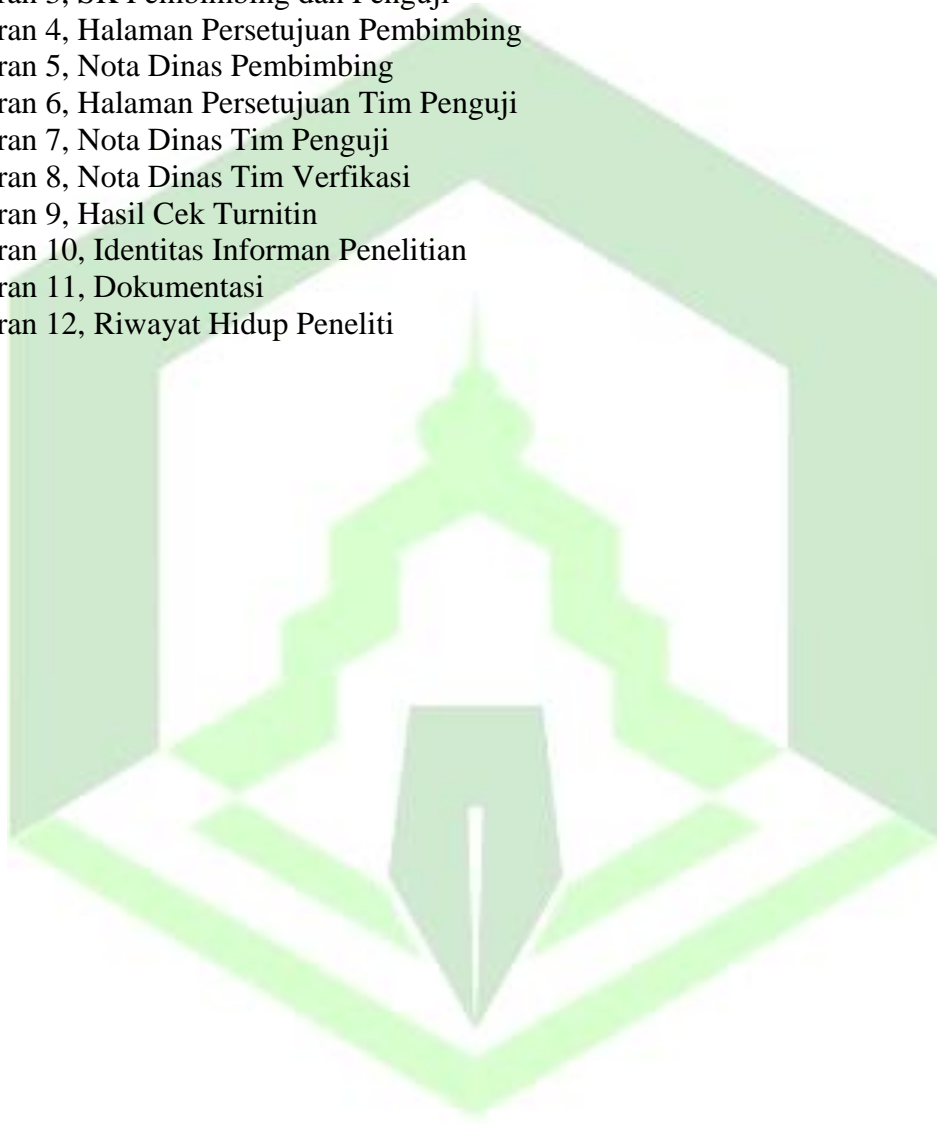 ran 3, SK Pembimbing dan Penguji
ran 4, Halaman Persetujuan Pembimbing
ran 5, Nota Dinas Pembimbing
ran 6, Halaman Persetujuan Tim Penguji
ran 7, Nota Dinas Tim Penguji
ran 8, Nota Dinas Tim Verfikasi
ran 9, Hasil Cek Turnitin
ran 10, Identitas Informan Penelitian
ran 11, Dokumentasi
ran 12, Riwayat Hidup Peneliti